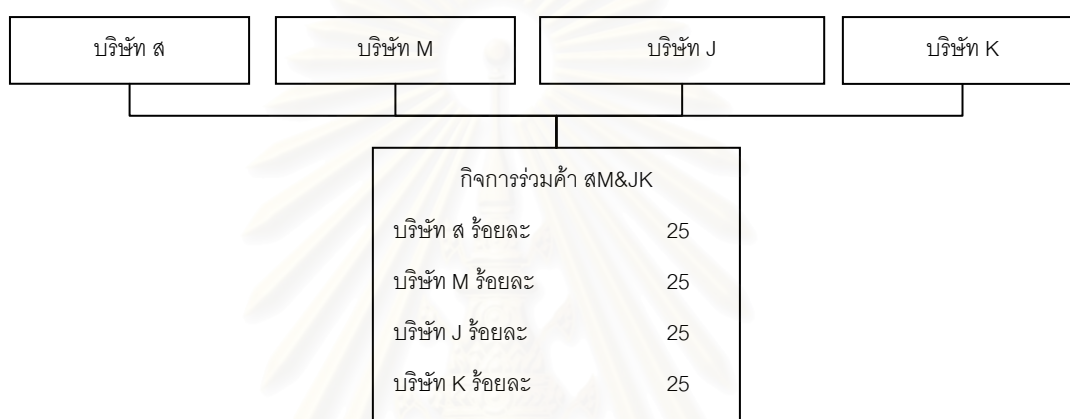 บริษัท ส บริษัท M บริษัท J บริษัท K
กิจการร่วมค้า สM&JK
บริษัท ส ร้อยละ 25
บริษัท M ร้อยละ 25
บริษัท J ร้อยละ 25
บริษัท K ร้อยละ 25